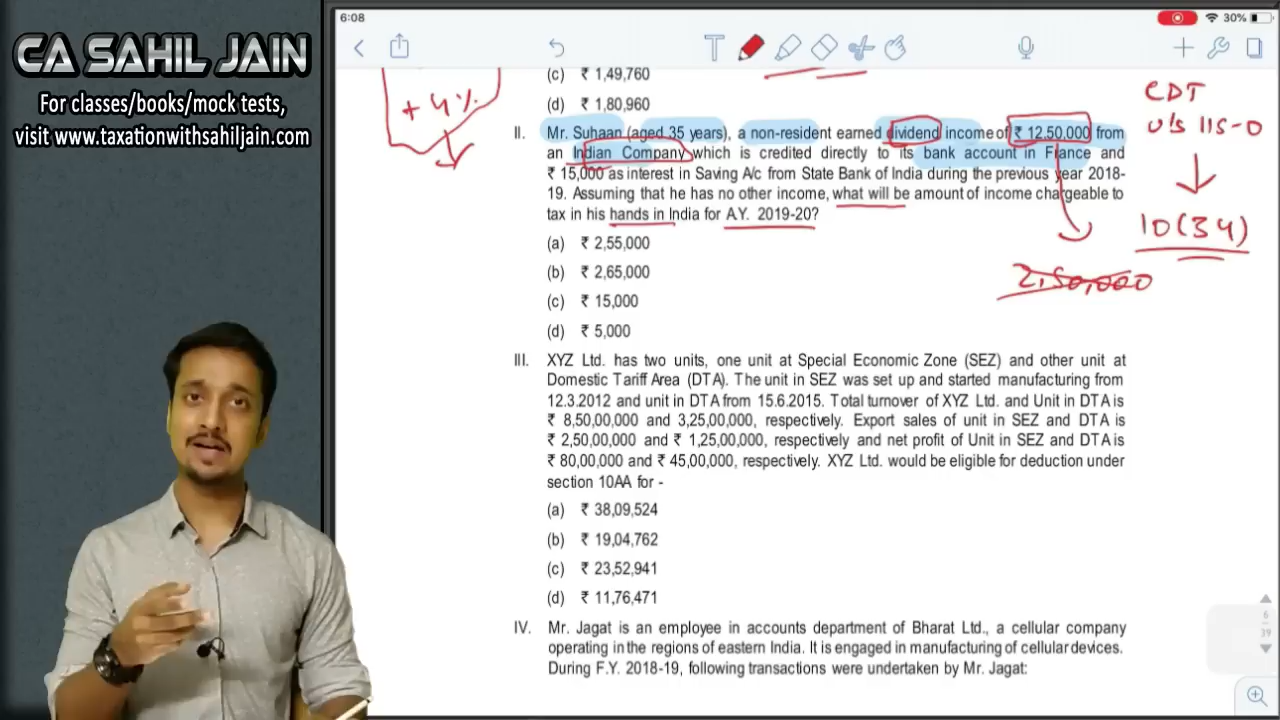 6:08
30%
CA SAHIL JAIN
For classes/books/mock tests,
visit www.taxationwithsahiljain.com
T
+ 4%
(c) ₹ 1,49,760
(d) ₹ 1,80,960
II. Mr. Suhaan (aged 35 years), a non-resident earned dividend income of ₹ 12,50,000 from
an Indian Company which is credited directly to its bank account in France and
₹ 15,000 as interest in Saving A/c from State Bank of India during the previous year 2018-
19. Assuming that he has no other income, what will be amount of income chargeable to
tax in his hands in India for A.Y. 2019-20?
(a) ₹ 2,55,000
(b) ₹ 2,65,000
(c) ₹ 15,000
(d) ₹ 5,000
CDT
u/s 115-O
10(34)
2,50,000
III. XYZ Ltd. has two units, one unit at Special Economic Zone (SEZ) and other unit at
Domestic Tariff Area (DTA). The unit in SEZ was set up and started manufacturing from
12.3.2012 and unit in DTA from 15.6.2015. Total turnover of XYZ Ltd. and Unit in DTA is
₹ 8,50,00,000 and 3,25,00,000, respectively. Export sales of unit in SEZ and DTA is
₹ 2,50,00,000 and ₹ 1,25,00,000, respectively and net profit of Unit in SEZ and DTA is
₹ 80,00,000 and ₹ 45,00,000, respectively. XYZ Ltd. would be eligible for deduction under
section 10AA for -
(a) ₹ 38,09,524
(b) ₹ 19,04,762
(c) ₹ 23,52,941
(d) ₹ 11,76,471
IV. Mr. Jagat is an employee in accounts department of Bharat Ltd., a cellular company
operating in the regions of eastern India. It is engaged in manufacturing of cellular devices.
During F.Y. 2018-19, following transactions were undertaken by Mr. Jagat:
6
39